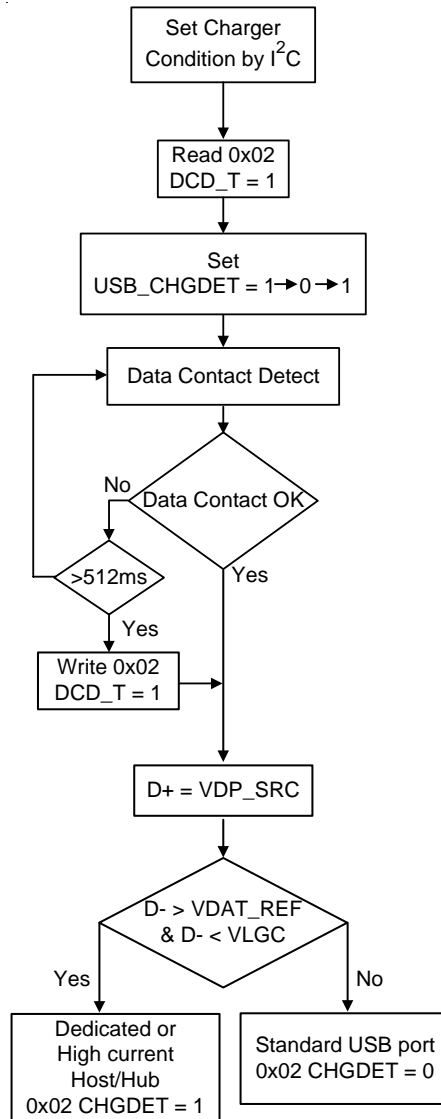 Set Charger
Condition by I²C
Read 0x02
DCD_T = 1
Set
USB_CHGDET = 1→0→1
Data Contact Detect
No
Data Contact OK
>512ms
Yes
Yes
Write 0x02
DCD_T = 1
D+ = VDP_SRC
D- > VDAT_REF
& D- < VLGC
Yes
No
Dedicated or
High current
Host/Hub
0x02 CHGDET = 1
Standard USB port
0x02 CHGDET = 0